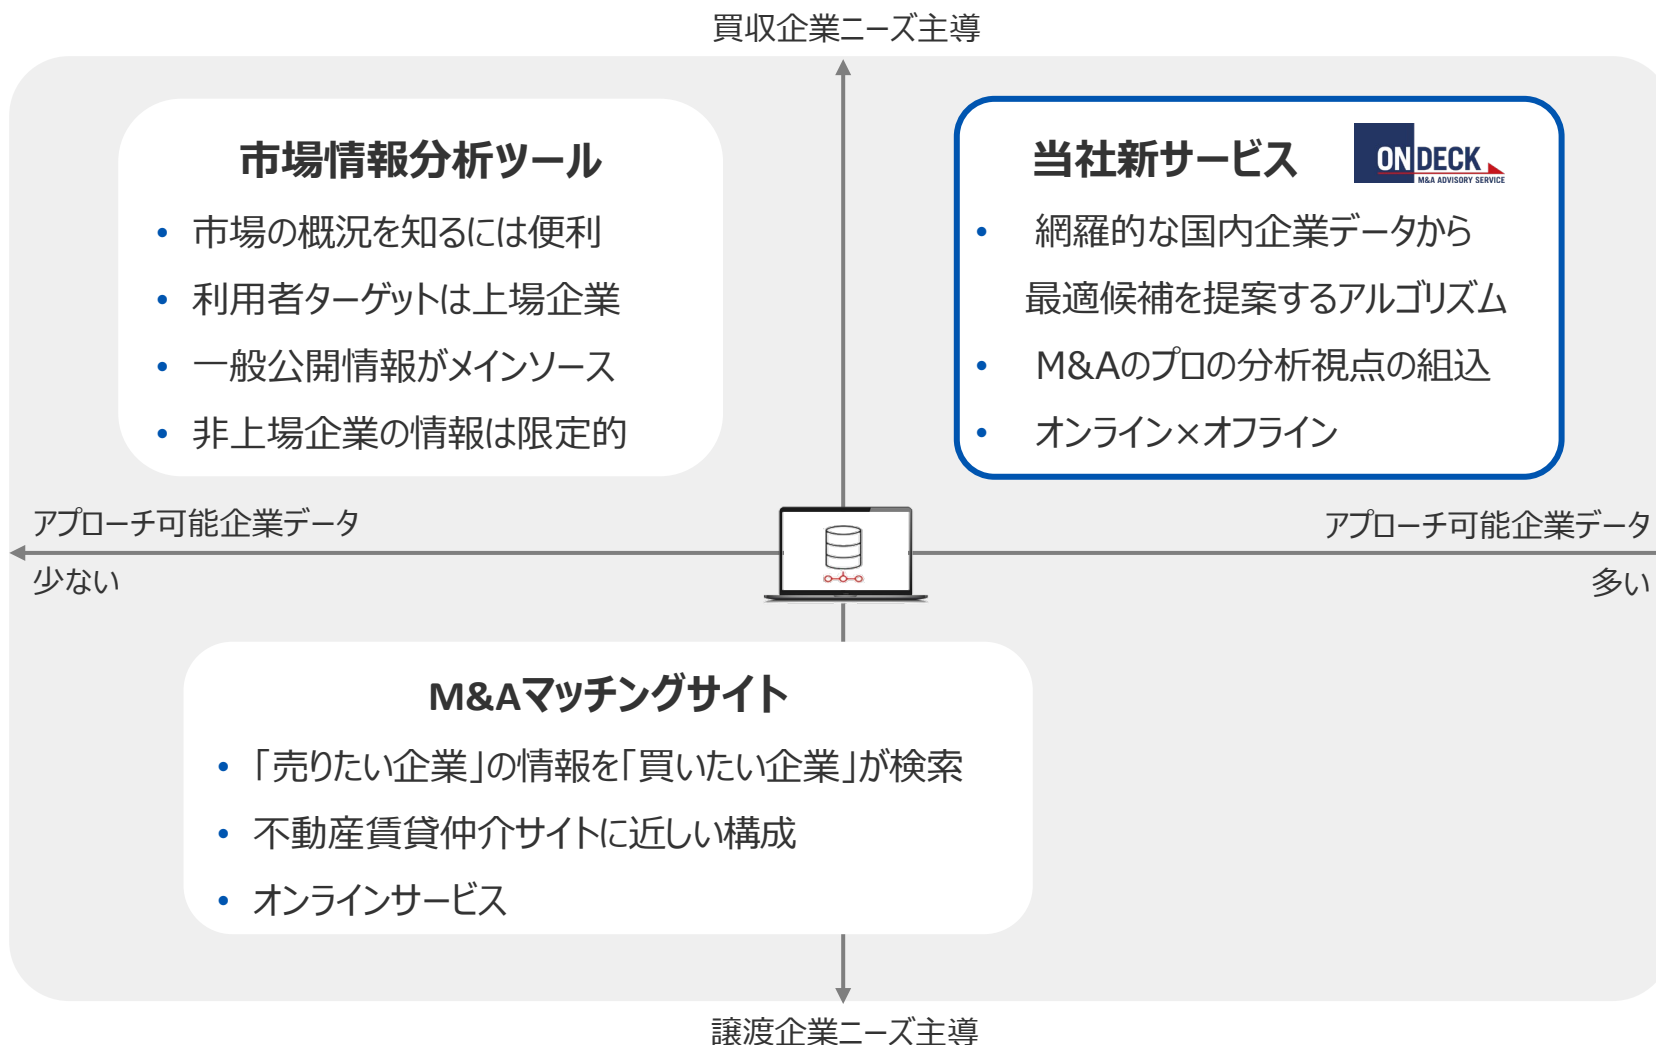 買収企業ニーズ主導
市場情報分析ツール
• 市場の概況を知るには便利
• 利用者ターゲットは上場企業
• 一般公開情報がメインソース
• 非上場企業の情報は限定的
当社新サービス
ON DECK
M&A ADVISORY SERVICE
• 網羅的な国内企業データから
最適候補を提案するアルゴリズム
• M&Aのプロの分析視点の組込
• オンライン×オフライン
アプローチ可能企業データ
少ない
アプローチ可能企業データ
多い
M&Aマッチングサイト
• 「売りたい企業」の情報を「買いたい企業」が検索
• 不動産賃貸仲介サイトに近しい構成
• オンラインサービス
譲渡企業ニーズ主導